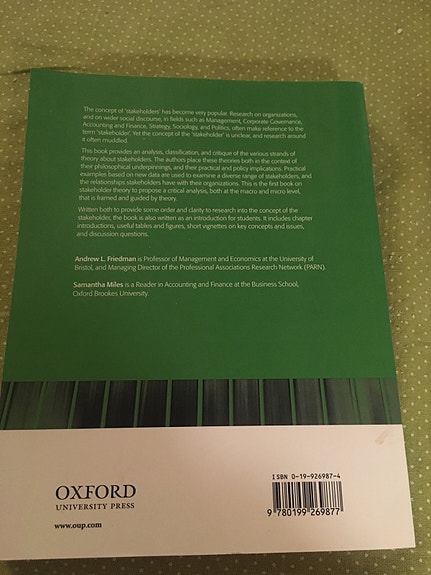 The concept of 'stakeholders' has become very popular. Research on organizations,
and on wider social discourse, in fields such as Management, Corporate Governance,
Accounting and Finance, Strategy, Sociology, and Politics, often make reference to the
term 'stakeholder'. Yet the concept of the 'stakeholder' is unclear, and research around
it often muddled.
This book provides an analysis, classification, and critique of the various strands of
theory about stakeholders. The authors place these theories both in the context of
their philosophical underpinnings, and their practical and policy implications. Practical
examples based on new data are used to examine a diverse range of stakeholders, and
the relationships stakeholders have with their organizations. This is the first book on
stakeholder theory to propose a critical analysis, both at the macro and micro level,
that is framed and guided by theory.
Written both to provide some order and clarity to research into the concept of the
stakeholder, the book is also written as an introduction for students. It includes chapter
introductions, useful tables and figures, short vignettes on key concepts and issues,
and discussion questions.
Andrew L. Friedman is Professor of Management and Economics at the University of
Bristol, and Managing Director of the Professional Associations Research Network (PARN).
Samantha Miles is a Reader in Accounting and Finance at the Business School,
Oxford Brookes University.
OXFORD
UNIVERSITY PRESS
www.oup.com
ISBN 0-19-926987-4
9 780199 269877